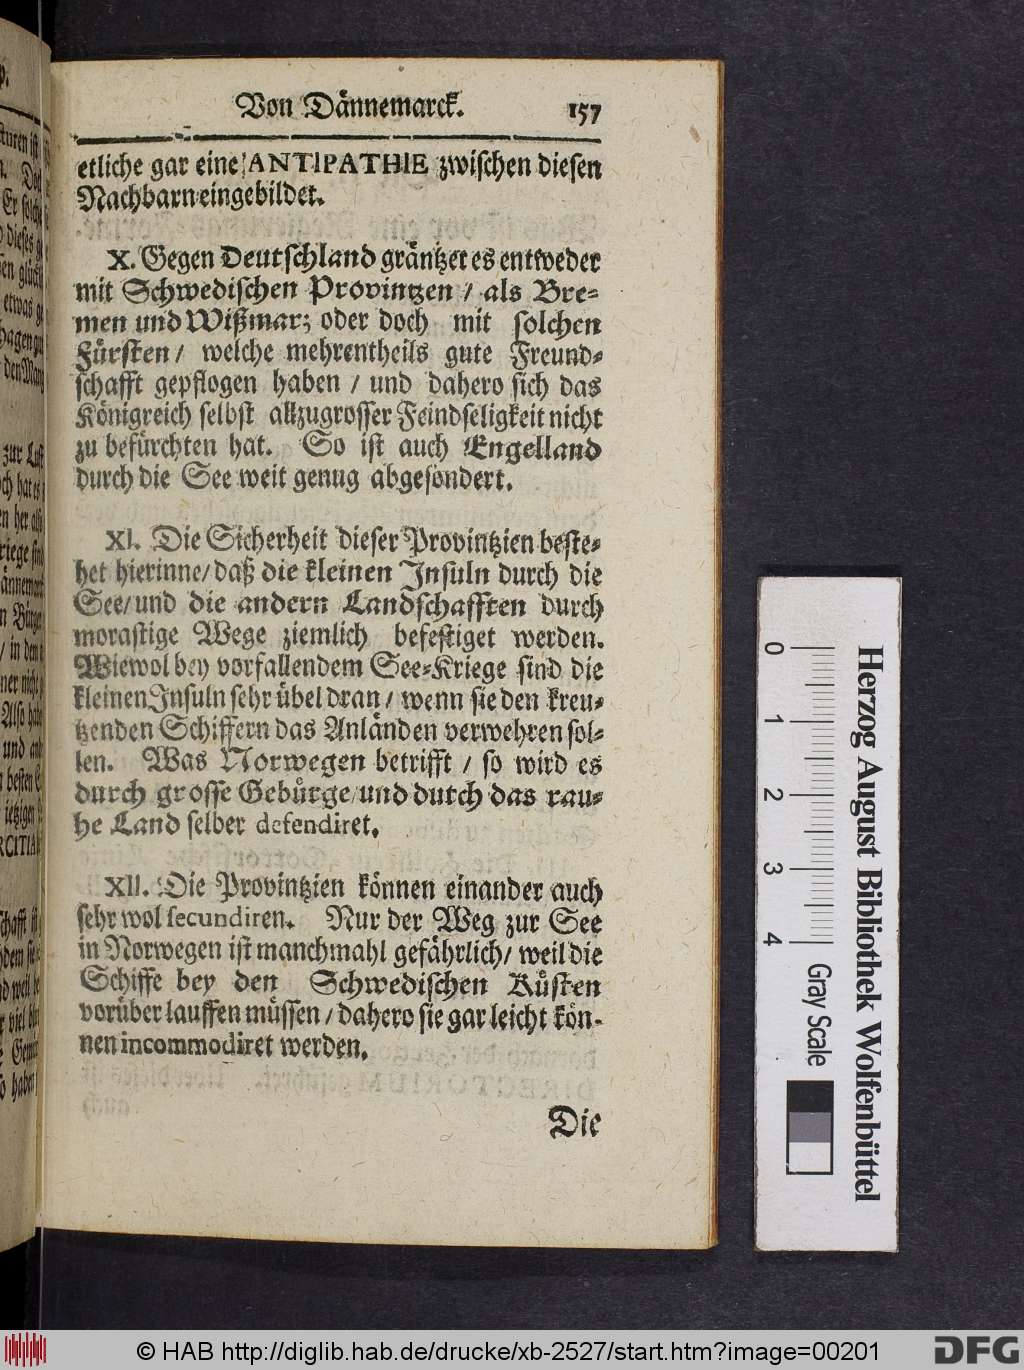 Von Dännemarck. 157
etliche gar eine ANTIPATHIE zwischen diesen
Nachbarn eingebildet.
X. Gegen Deutschland gräntzet es entweder
mit Schwedischen Provintzen / als Bre-
men und Wißmar; oder doch mit solchen
Fürsten / welche mehrentheils gute Freund-
schafft gepflogen haben / und dahero sich das
Königreich selbst allzugrosser Feindseligkeit nicht
zu befürchten hat. So ist auch Engelland
durch die See weit genug abgesondert.
XI. Die Sicherheit dieser Provintzien beste-
het hierinne / daß die kleinen Insuln durch die
See / und die andern Landschafften durch
morastige Wege ziemlich befestiget werden.
Wiewol bey vorfallendem See-Kriege sind die
kleinen Insuln sehr übel dran / wenn sie den kreu-
tzenden Schiffern das Anländen verwehren sol-
len. Was Norwegen betrifft / so wird es
durch grosse Gebürge / und durch das rau-
he Land selber defendiret.
XII. Die Provintzien können einander auch
sehr wol secundiren. Nur der Weg zur See
in Norwegen ist manchmahl gefährlich / weil die
Schiffe bey den Schwedischen Küsten
vorüber lauffen müssen / dahero sie gar leicht kön-
nen incommodiret werden.
Die
0 1 2 3 4 Gray Scale
Herzog August Bibliothek Wolfenbüttel
© HAB http://diglib.hab.de/drucke/xb-2527/start.htm?image=00201
DFG